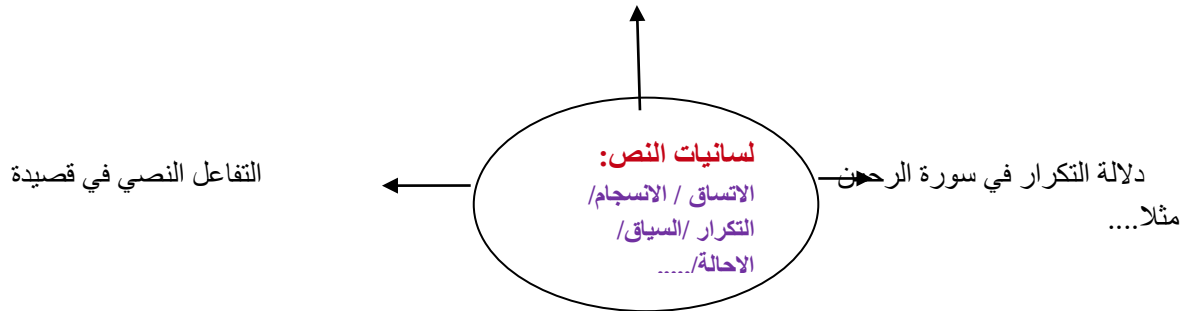 لسانيات النص:
الاتساق / الانسجام/
التكرار /السياق/
الاحالة/.....
دلالة التكرار في سورة الرحمن
مثلا....
التفاعل النصي في قصيدة